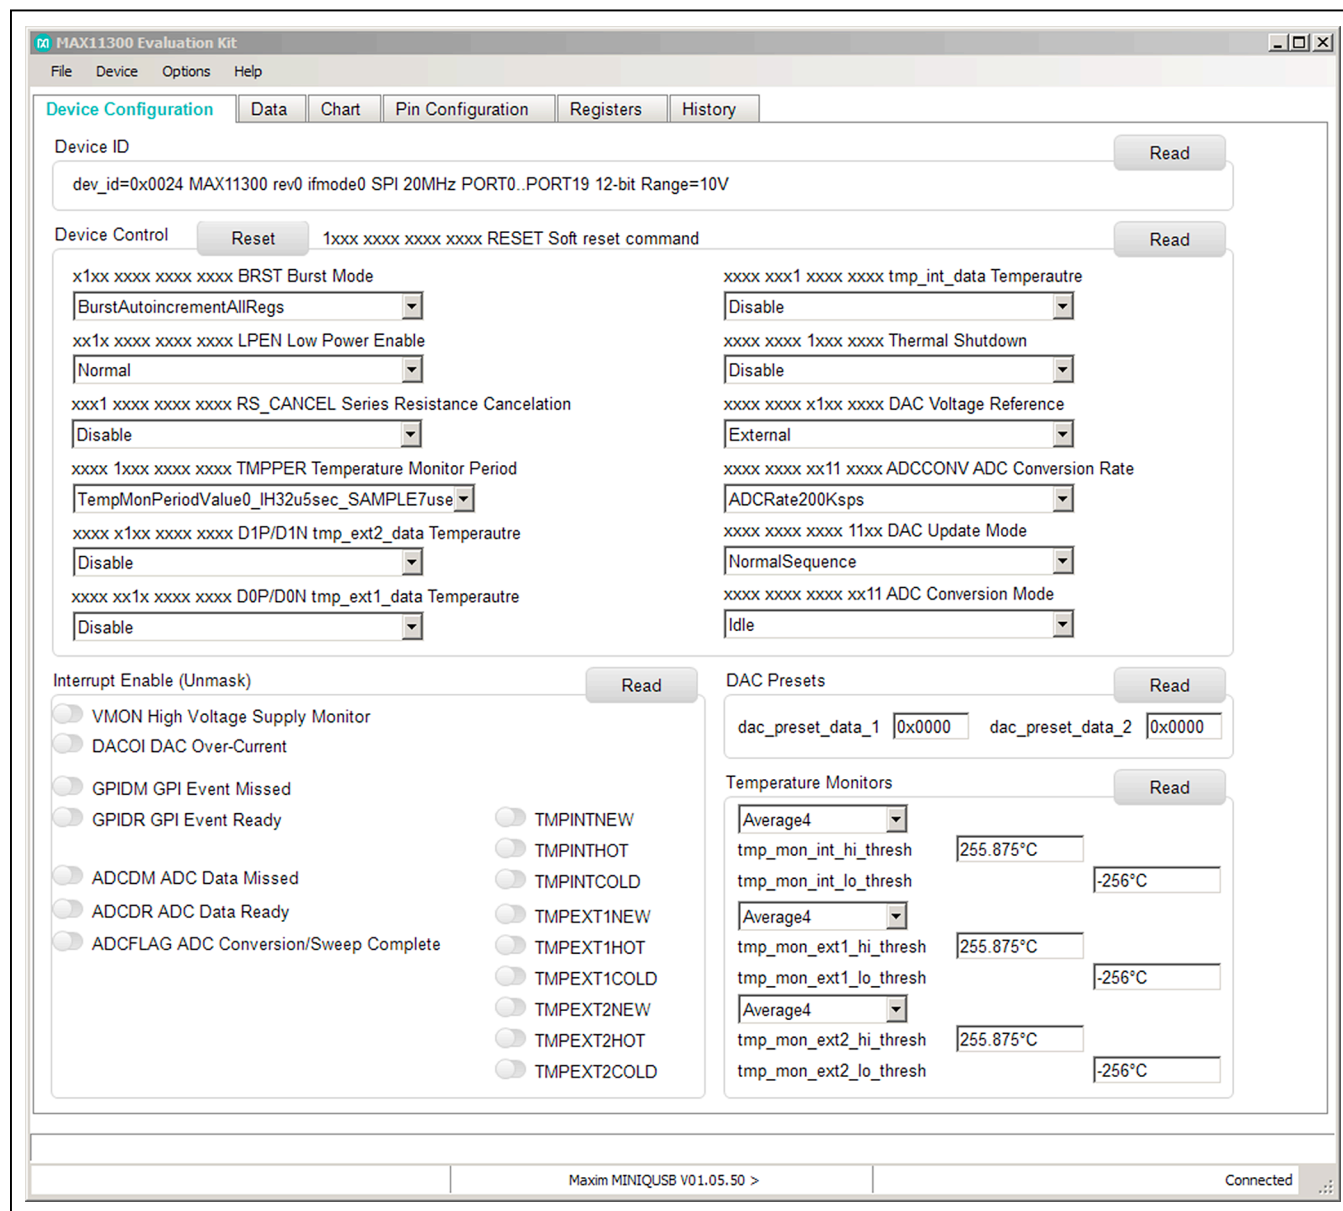 MAX11300 Evaluation Kit
File Device Options Help
Device Configuration Data Chart Pin Configuration Registers History
Device ID
Read
dev_id=0x0024 MAX11300 rev0 ifmode0 SPI 20MHz PORT0..PORT19 12-bit Range=10V
Device Control Reset 1xxx xxxx xxxx xxxx RESET Soft reset command Read
x1xx xxxx xxxx xxxx BRST Burst Mode
BurstAutoincrementAllRegs
xx1x xxxx xxxx xxxx LPEN Low Power Enable
Normal
xxx1 xxxx xxxx xxxx RS_CANCEL Series Resistance Cancelation
Disable
xxxx 1xxx xxxx xxxx TMPPER Temperature Monitor Period
TempMonPeriodValue0_IH32u5sec_SAMPLE7use
xxxx x1xx xxxx xxxx D1P/D1N tmp_ext2_data Temperautre
Disable
xxxx xx1x xxxx xxxx D0P/D0N tmp_ext1_data Temperautre
Disable
xxxx xxx1 xxxx xxxx tmp_int_data Temperautre
Disable
xxxx xxxx 1xxx xxxx Thermal Shutdown
Disable
xxxx xxxx x1xx xxxx DAC Voltage Reference
External
xxxx xxxx xx11 xxxx ADCCONV ADC Conversion Rate
ADCRate200Ksps
xxxx xxxx xxxx 11xx DAC Update Mode
NormalSequence
xxxx xxxx xxxx xx11 ADC Conversion Mode
Idle
Interrupt Enable (Unmask) Read
VMON High Voltage Supply Monitor
DACOI DAC Over-Current
GPIDM GPI Event Missed
GPIDR GPI Event Ready
ADCDM ADC Data Missed
ADCDR ADC Data Ready
ADCFLAG ADC Conversion/Sweep Complete
TMPINTNEW
TMPINTHOT
TMPINTCOLD
TMPEXT1NEW
TMPEXT1HOT
TMPEXT1COLD
TMPEXT2NEW
TMPEXT2HOT
TMPEXT2COLD
DAC Presets Read
dac_preset_data_1 0x0000 dac_preset_data_2 0x0000
Temperature Monitors Read
Average4
tmp_mon_int_hi_thresh 255.875°C
tmp_mon_int_lo_thresh -256°C
Average4
tmp_mon_ext1_hi_thresh 255.875°C
tmp_mon_ext1_lo_thresh -256°C
Average4
tmp_mon_ext2_hi_thresh 255.875°C
tmp_mon_ext2_lo_thresh -256°C
Maxim MINIQUSB V01.05.50 > Connected